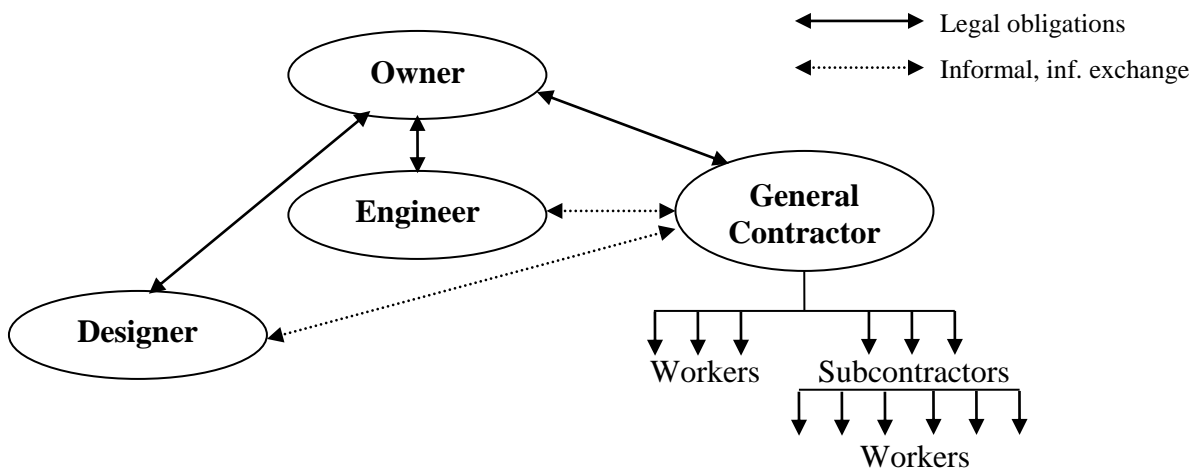 Legal obligations
Owner
Informal, inf. exchange
Engineer
General
Contractor
Designer
Workers
Subcontractors
Workers